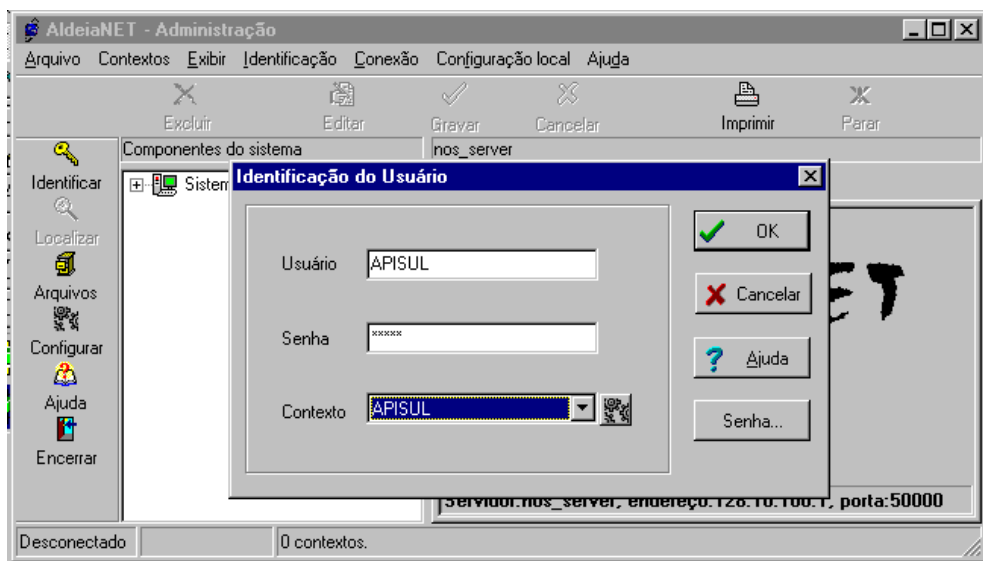 AldeiaNET - Administração
Arquivo Contextos Exibir Identificação Conexão Configuração local Ajuda
Excluir Editar Gravar Cancelar Imprimir Parar
Componentes do sistema nos_server
Identificar
Localizar
Arquivos
Configurar
Ajuda
Encerrar
Identificação do Usuário
Usuário APISUL
Senha *****
Contexto APISUL
OK
Cancelar
Ajuda
Senha...
Servidor:nos_server, endereço:128.10.100.1, porta:50000
Desconectado 0 contextos.